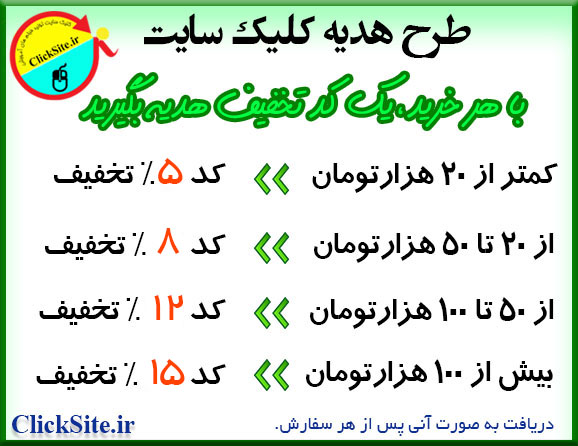 طرح هدیه کلیک سایت
ClickSite.ir
با هر خرید، یک کد تخفیف هدیه بگیرید
کمتر از ۲۰ هزارتومان >> کد ۵٪ تخفیف
از ۲۰ تا ۵۰ هزارتومان >> کد ۸ ٪ تخفیف
از ۵۰ تا ۱۰۰ هزارتومان >> کد ۱۲ ٪ تخفیف
بیش از ۱۰۰ هزارتومان >> کد ۱۵ ٪ تخفیف
دریافت به صورت آنی پس از هر سفارش.
ClickSite.ir